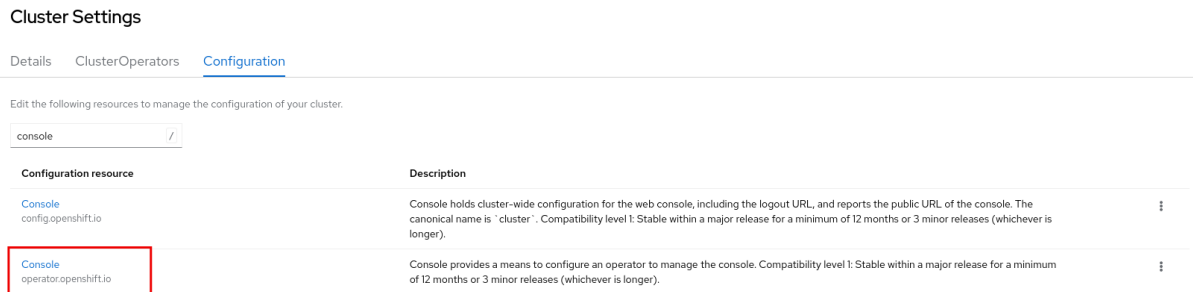 Cluster Settings
Details ClusterOperators Configuration
Edit the following resources to manage the configuration of your cluster.
console /
Configuration resource Description
Console Console holds cluster-wide configuration for the web console, including the logout URL, and reports the public URL of the console. The
config.openshift.io canonical name is `cluster`. Compatibility level 1: Stable within a major release for a minimum of 12 months or 3 minor releases (whichever is
longer).
Console Console provides a means to configure an operator to manage the console. Compatibility level 1: Stable within a major release for a minimum
operator.openshift.io of 12 months or 3 minor releases (whichever is longer).